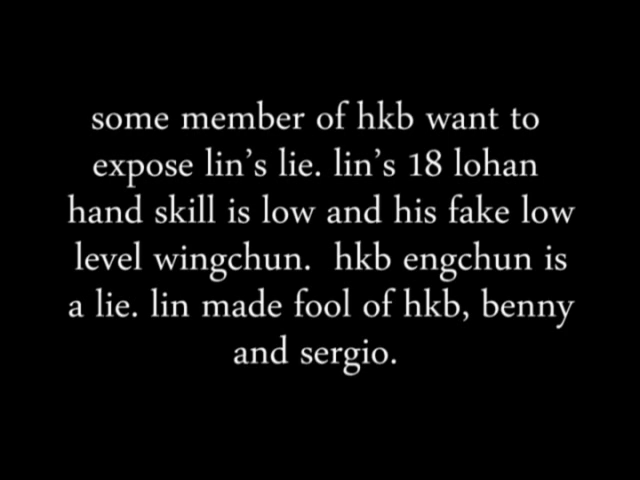 some member of hkb want to
expose lin's lie. lin's 18 lohan
hand skill is low and his fake low
level wingchun.  hkb engchun is
a lie. lin made fool of hkb, benny
and sergio.